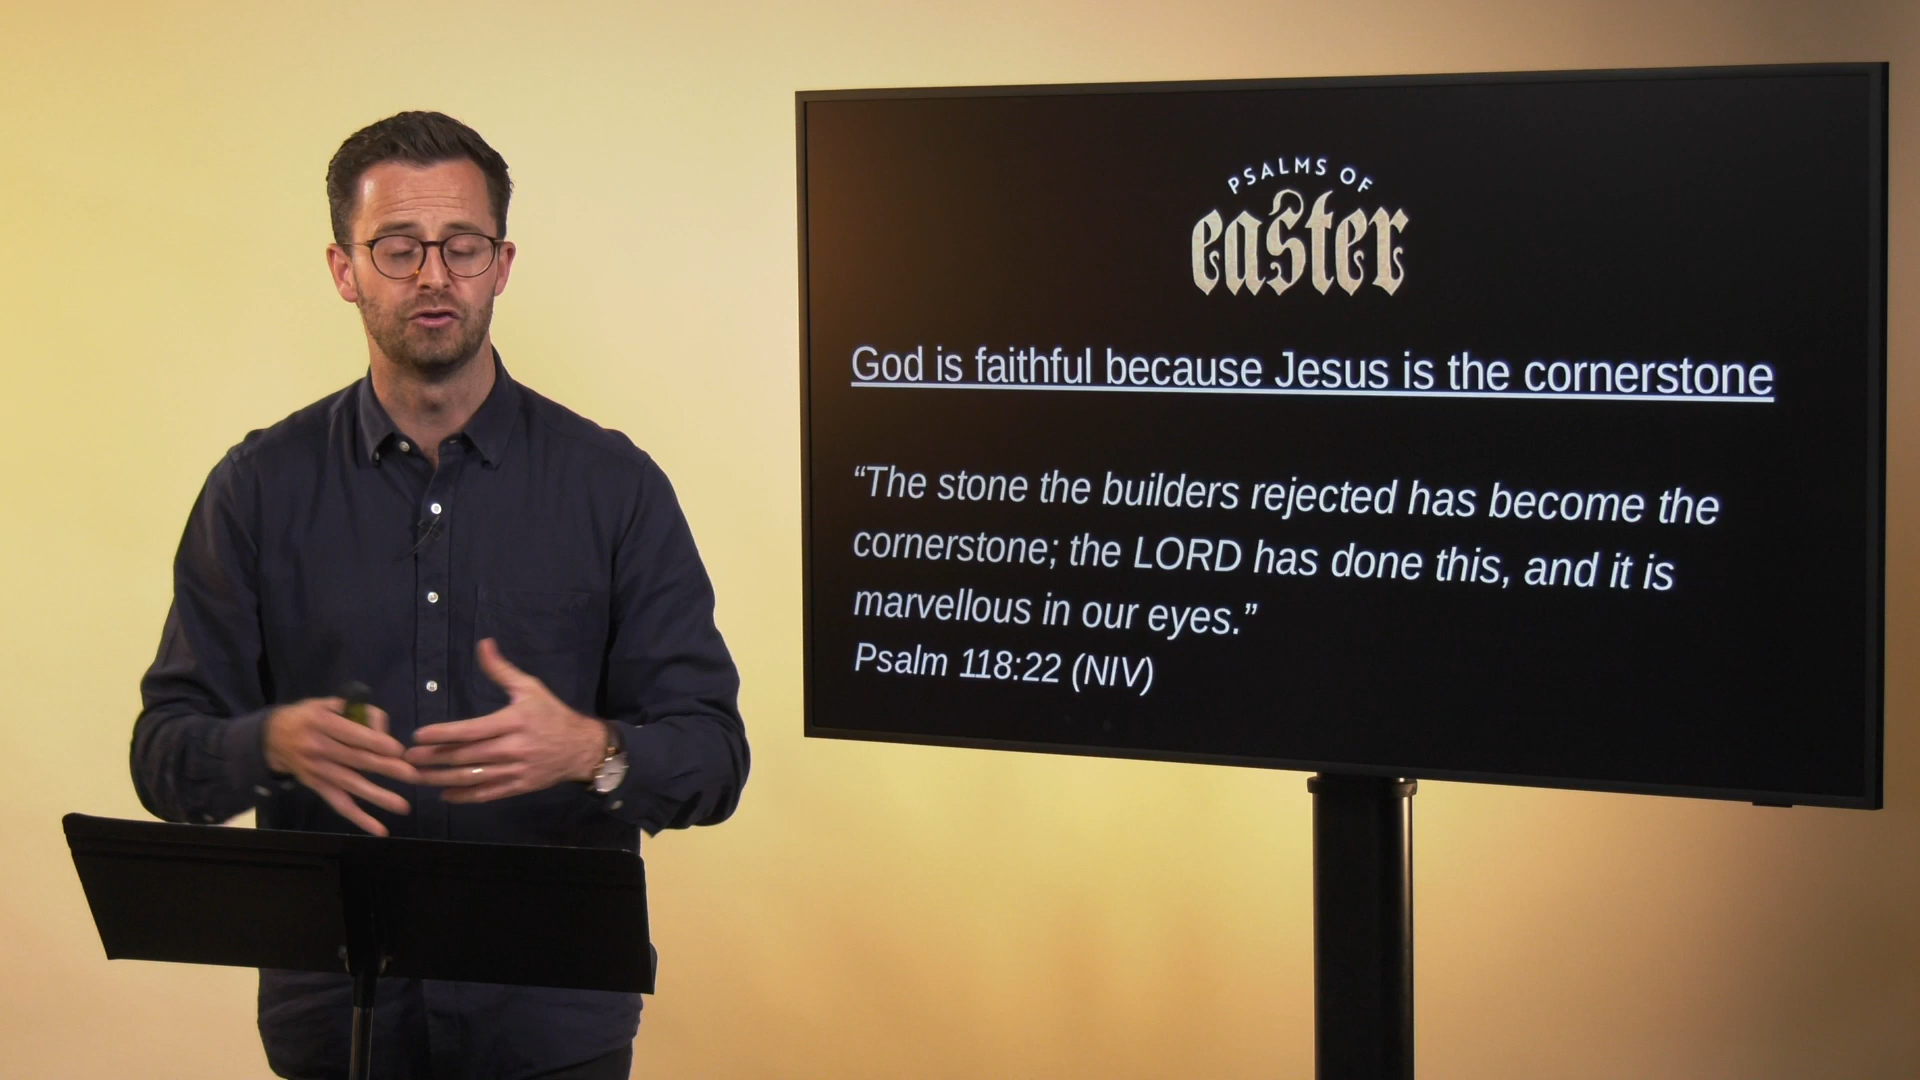 PSALMS OF
easter
God is faithful because Jesus is the cornerstone
“The stone the builders rejected has become the
cornerstone; the LORD has done this, and it is
marvellous in our eyes.”
Psalm 118:22 (NIV)